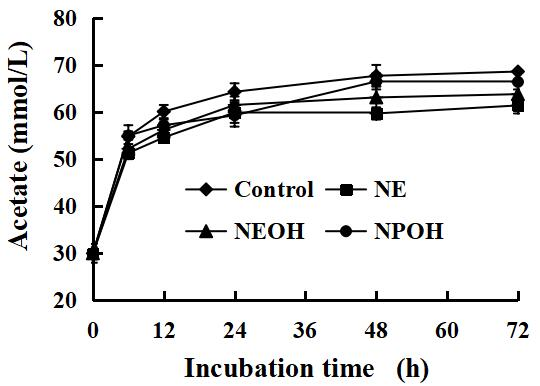 80
70
60
50
40
30
20
Acetate (mmol/L)
Control NE
NEOH NPOH
0 12 24 36 48 60 72
Incubation time (h)